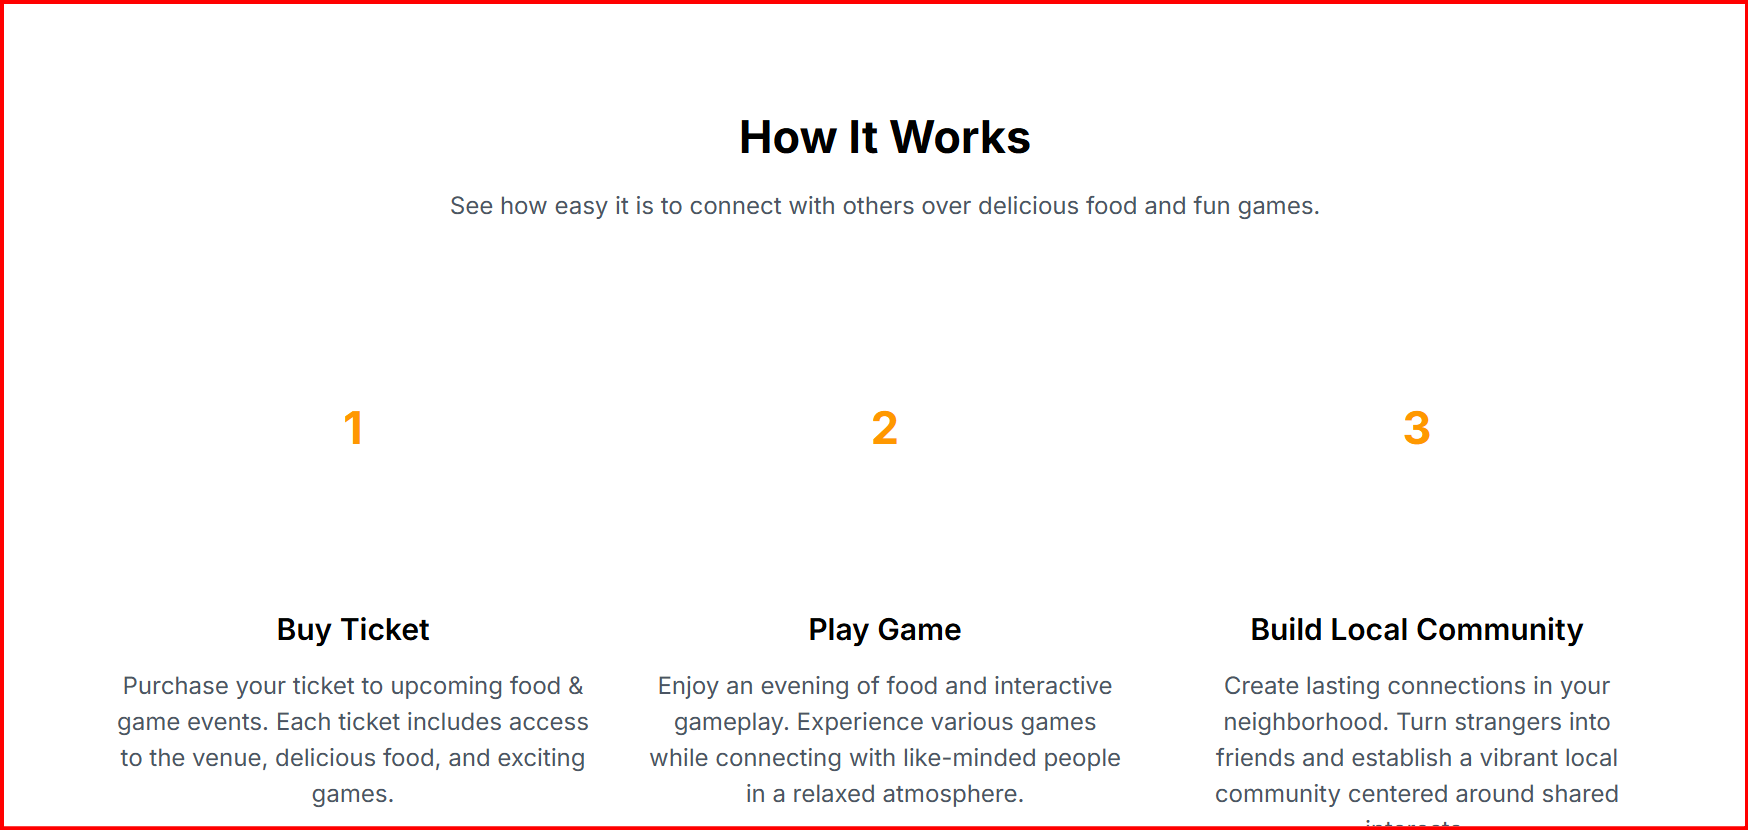 How It Works
See how easy it is to connect with others over delicious food and fun games.
1
2
3
Buy Ticket
Purchase your ticket to upcoming food &
game events. Each ticket includes access
to the venue, delicious food, and exciting
games.
Play Game
Enjoy an evening of food and interactive
gameplay. Experience various games
while connecting with like-minded people
in a relaxed atmosphere.
Build Local Community
Create lasting connections in your
neighborhood. Turn strangers into
friends and establish a vibrant local
community centered around shared